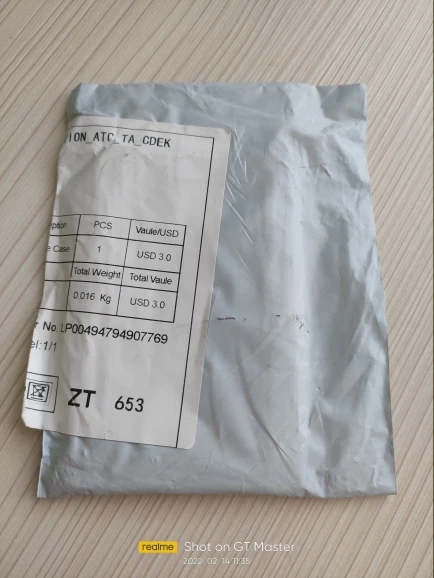 ION_ATC_TA_CDEK
ption PCS Vaule/USD
e Case 1 USD 3.0
Total Weight Total Vaule
0.016 Kg USD 3.0
r No. LP00494794907769
el:1/1
ZT 653
realme Shot on GT Master
2022. 02. 14 11:35